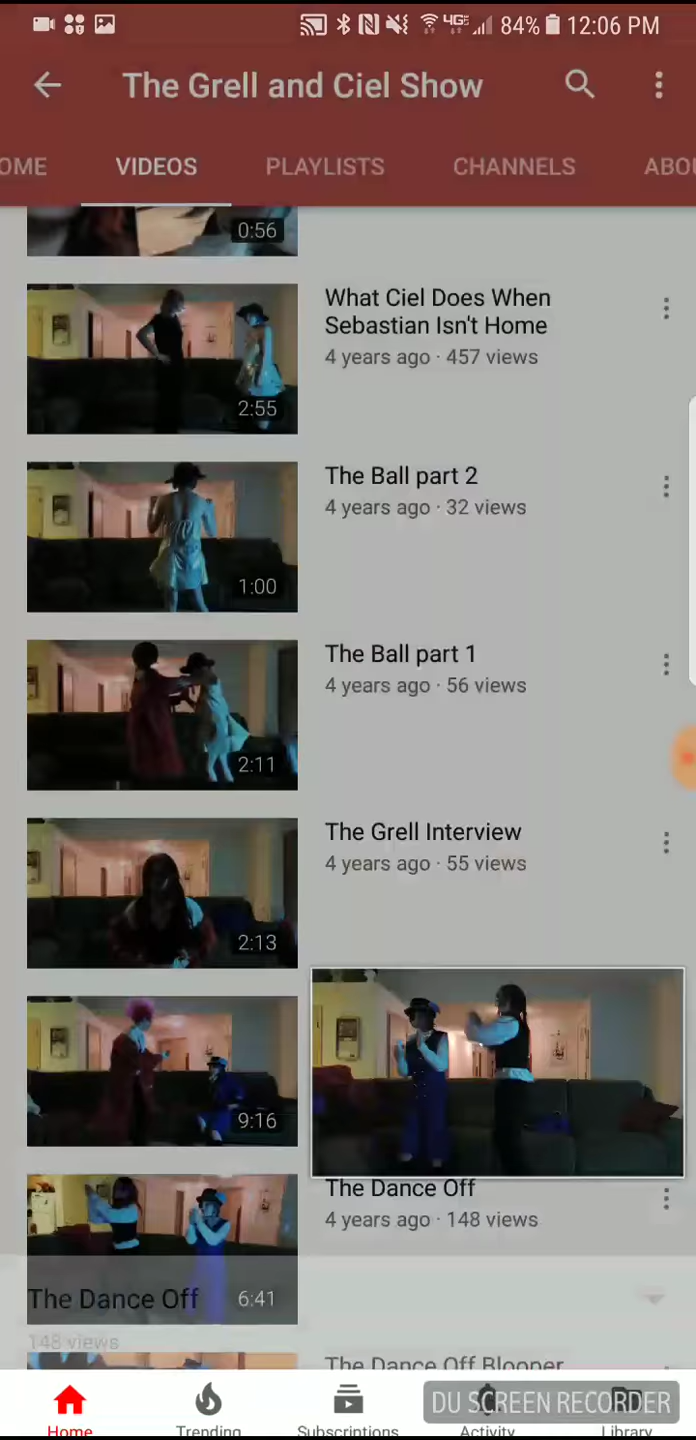 84% 12:06 PM
The Grell and Ciel Show
OME VIDEOS PLAYLISTS CHANNELS ABOU
0:56
What Ciel Does When
Sebastian Isn't Home
4 years ago · 457 views
2:55
The Ball part 2
4 years ago · 32 views
1:00
The Ball part 1
4 years ago · 56 views
2:11
The Grell Interview
4 years ago · 55 views
2:13
9:16
The Dance Off
4 years ago · 148 views
The Dance Off 6:41
148 views
The Dance Off Blooper
DU SCREEN RECORDER
Home Trending Subscriptions Activity Library